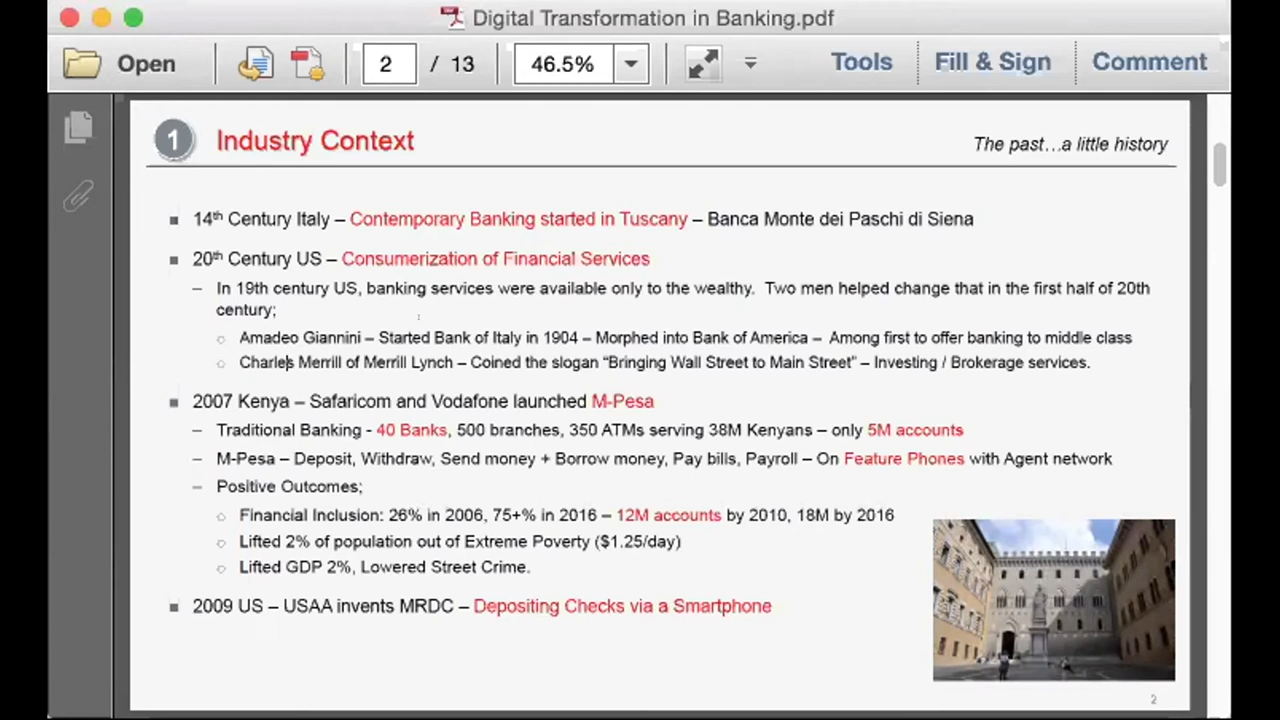 Digital Transformation in Banking.pdf
Open 2 / 13 46.5% Tools Fill & Sign Comment
1 Industry Context The past…a little history
14th Century Italy – Contemporary Banking started in Tuscany – Banca Monte dei Paschi di Siena
20th Century US – Consumerization of Financial Services
– In 19th century US, banking services were available only to the wealthy. Two men helped change that in the first half of 20th
century;
Amadeo Giannini – Started Bank of Italy in 1904 – Morphed into Bank of America – Among first to offer banking to middle class
Charles Merrill of Merrill Lynch – Coined the slogan “Bringing Wall Street to Main Street” – Investing / Brokerage services.
2007 Kenya – Safaricom and Vodafone launched M-Pesa
– Traditional Banking - 40 Banks, 500 branches, 350 ATMs serving 38M Kenyans – only 5M accounts
– M-Pesa – Deposit, Withdraw, Send money + Borrow money, Pay bills, Payroll – On Feature Phones with Agent network
– Positive Outcomes;
Financial Inclusion: 26% in 2006, 75+% in 2016 – 12M accounts by 2010, 18M by 2016
Lifted 2% of population out of Extreme Poverty ($1.25/day)
Lifted GDP 2%, Lowered Street Crime.
2009 US – USAA invents MRDC – Depositing Checks via a Smartphone
2